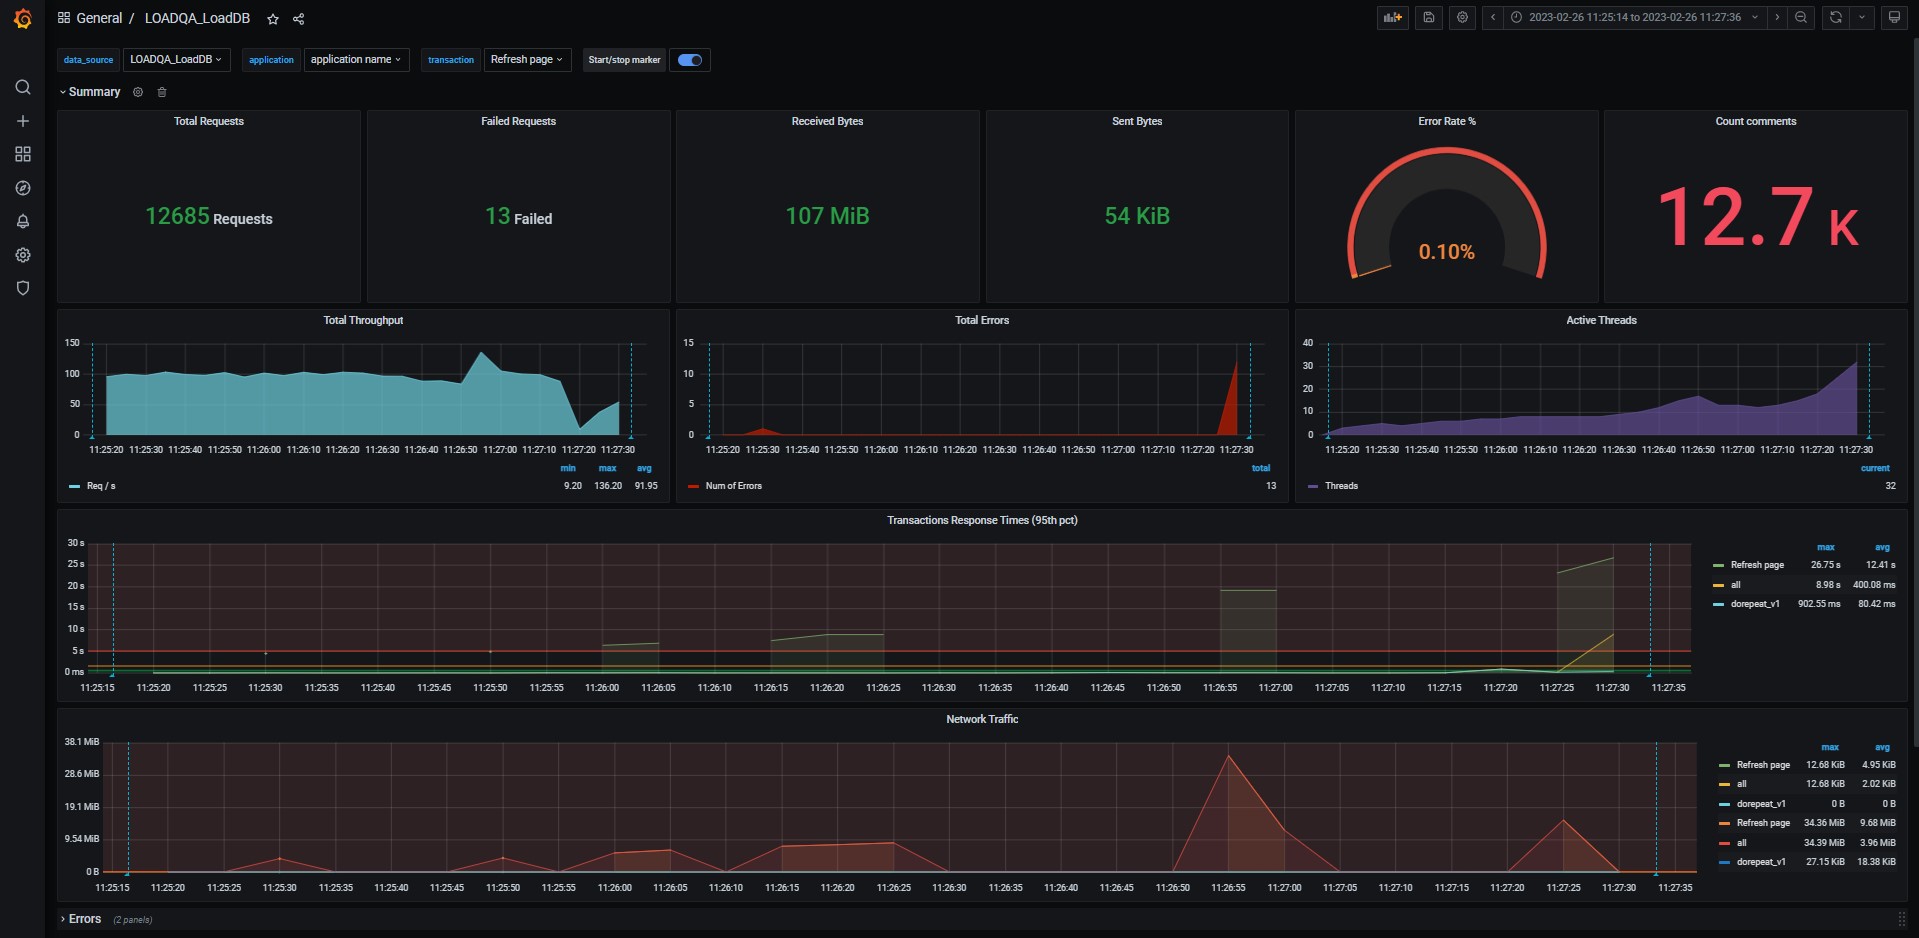 General / LOADQA_LoadDB
2023-02-26 11:25:14 to 2023-02-26 11:27:36
data_source LOADQA_LoadDB application application name transaction Refresh page Start/stop marker
Summary
Total Requests
12685 Requests
Failed Requests
13 Failed
Received Bytes
107 MiB
Sent Bytes
54 KiB
Error Rate %
0.10%
Count comments
12.7 K
Total Throughput
150
100
50
0
11:25:20 11:25:30 11:25:40 11:25:50 11:26:00 11:26:10 11:26:20 11:26:30 11:26:40 11:26:50 11:27:00 11:27:10 11:27:20 11:27:30
min max avg
Req / s 9.20 136.20 91.95
Total Errors
15
10
5
0
11:25:20 11:25:30 11:25:40 11:25:50 11:26:00 11:26:10 11:26:20 11:26:30 11:26:40 11:26:50 11:27:00 11:27:10 11:27:20 11:27:30
total
Num of Errors 13
Active Threads
40
30
20
10
0
11:25:20 11:25:30 11:25:40 11:25:50 11:26:00 11:26:10 11:26:20 11:26:30 11:26:40 11:26:50 11:27:00 11:27:10 11:27:20 11:27:30
current
Threads 32
Transactions Response Times (95th pct)
30 s
25 s
20 s
15 s
10 s
5 s
0 ms
11:25:15 11:25:20 11:25:25 11:25:30 11:25:35 11:25:40 11:25:45 11:25:50 11:25:55 11:26:00 11:26:05 11:26:10 11:26:15 11:26:20 11:26:25 11:26:30 11:26:35 11:26:40 11:26:45 11:26:50 11:26:55 11:27:00 11:27:05 11:27:10 11:27:15 11:27:20 11:27:25 11:27:30 11:27:35
max avg
Refresh page 26.75 s 12.41 s
all 8.98 s 400.08 ms
dorepeat_v1 902.55 ms 80.42 ms
Network Traffic
38.1 MiB
28.6 MiB
19.1 MiB
9.54 MiB
0 B
11:25:15 11:25:20 11:25:25 11:25:30 11:25:35 11:25:40 11:25:45 11:25:50 11:25:55 11:26:00 11:26:05 11:26:10 11:26:15 11:26:20 11:26:25 11:26:30 11:26:35 11:26:40 11:26:45 11:26:50 11:26:55 11:27:00 11:27:05 11:27:10 11:27:15 11:27:20 11:27:25 11:27:30 11:27:35
max avg
Refresh page 12.68 KiB 4.95 KiB
all 12.68 KiB 2.02 KiB
dorepeat_v1 0 B 0 B
Refresh page 34.36 MiB 9.68 MiB
all 34.39 MiB 3.96 MiB
dorepeat_v1 27.15 KiB 18.38 KiB
Errors (2 panels)